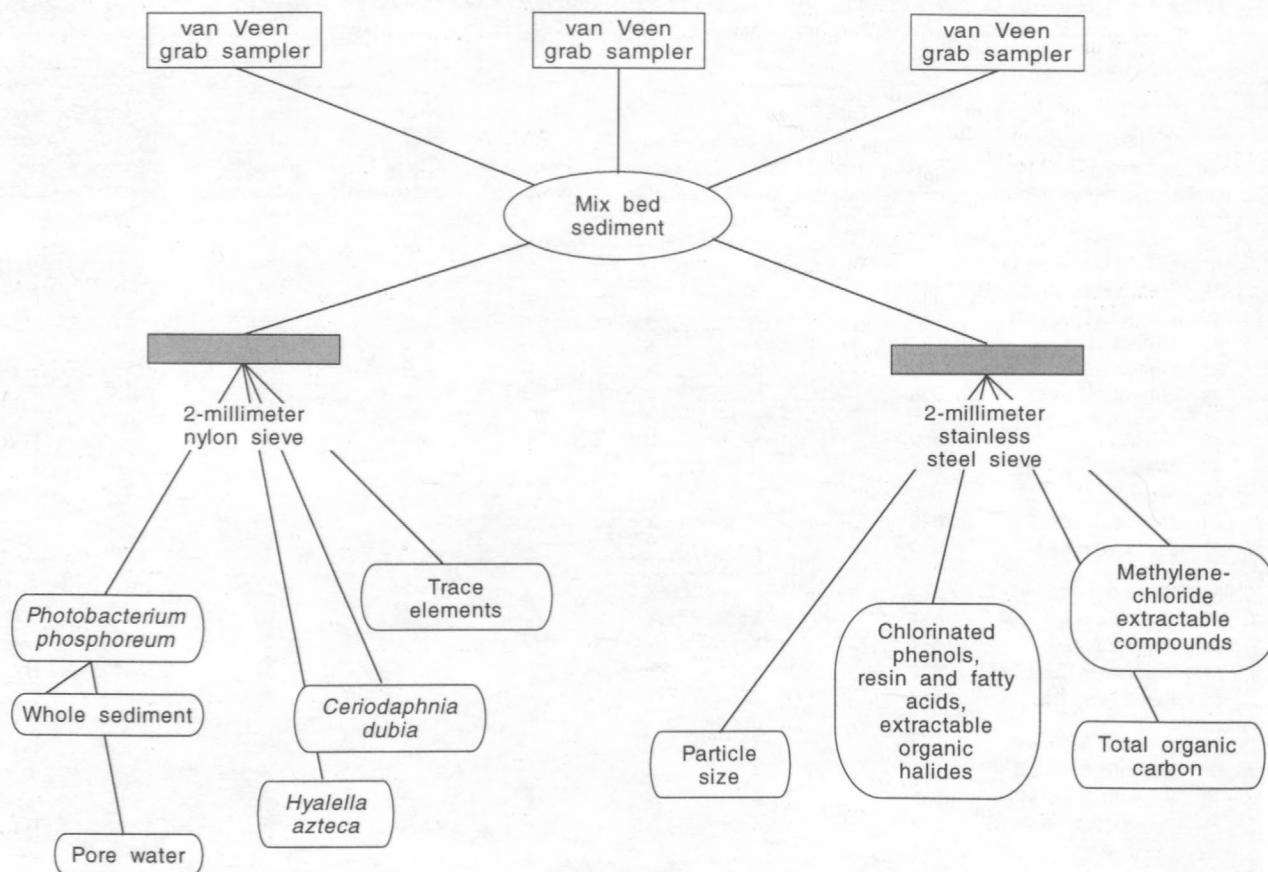 van Veen
grab sampler
van Veen
grab sampler
van Veen
grab sampler
Mix bed
sediment
2-millimeter
nylon sieve
2-millimeter
stainless
steel sieve
Photobacterium
phosphoreum
Whole sediment
Pore water
Hyalella
azteca
Ceriodaphnia
dubia
Trace
elements
Particle
size
Chlorinated
phenols,
resin and fatty
acids,
extractable
organic
halides
Methylene-
chloride
extractable
compounds
Total organic
carbon